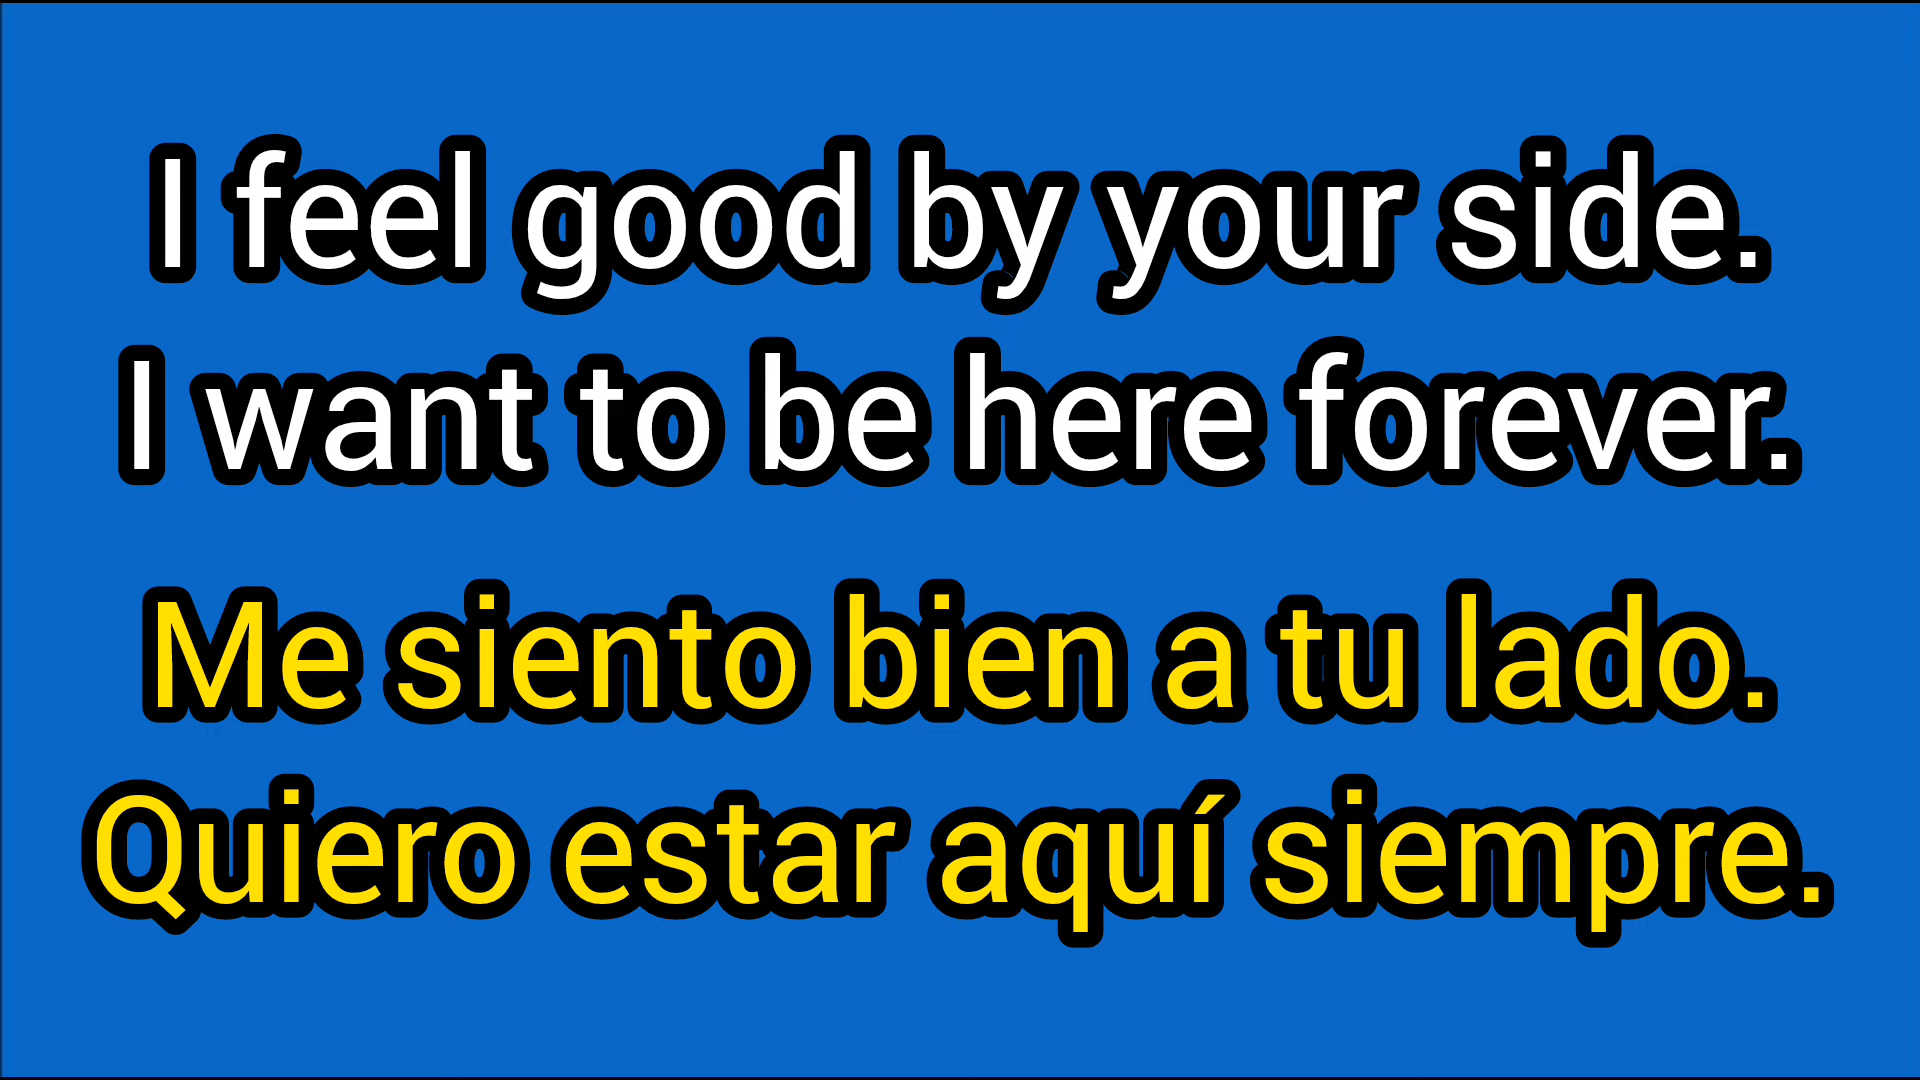 I feel good by your side.
I want to be here forever.
Me siento bien a tu lado.
Quiero estar aquí siempre.